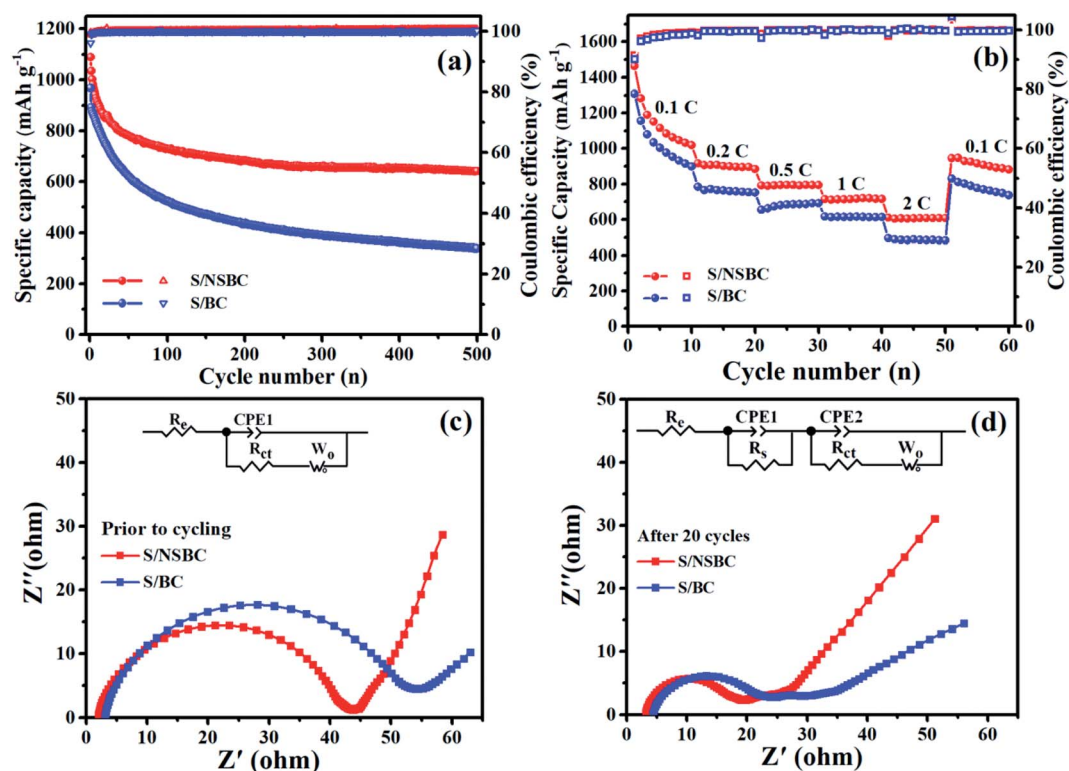 (a)
Specific capacity (mAh g⁻¹)
1200
1000
800
600
400
200
0
S/NSBC
S/BC
100
80
60
40
20
0
Coulombic efficiency (%)
0 100 200 300 400 500
Cycle number (n)
(b)
Specific Capacity (mAh g⁻¹)
1600
1400
1200
1000
800
600
400
200
0
0.1 C
0.2 C
0.5 C
1 C
2 C
0.1 C
S/NSBC
S/BC
100
80
60
40
20
0
Coulombic efficiency (%)
0 10 20 30 40 50 60
Cycle number (n)
(c)
Z″(ohm)
50
40
30
20
10
0
Re CPE1
Rct Wo
Prior to cycling
S/NSBC
S/BC
0 10 20 30 40 50 60
Z′ (ohm)
(d)
Z″(ohm)
50
40
30
20
10
0
Re CPE1 CPE2
Rs Rct Wo
After 20 cycles
S/NSBC
S/BC
0 10 20 30 40 50 60
Z′ (ohm)